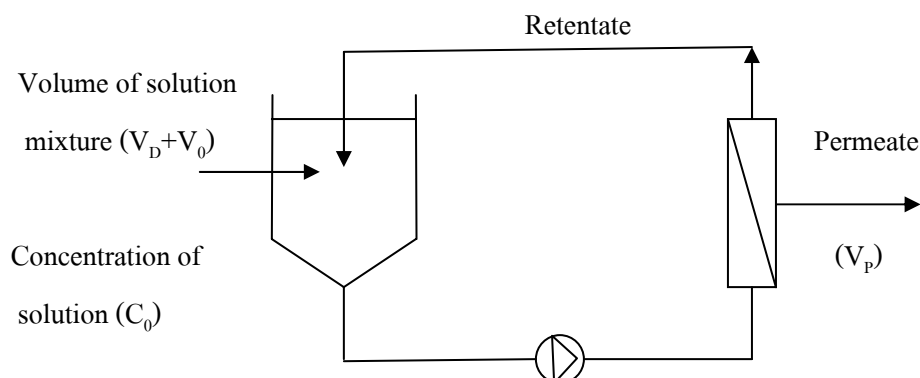 Retentate
Volume of solution
mixture (V_D+V_0)
Permeate
Concentration of
(V_P)
solution (C_0)